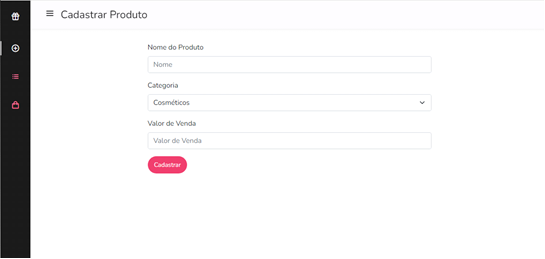 Cadastrar Produto
Nome do Produto
Nome
Categoria
Cosméticos
Valor de Venda
Valor de Venda
Cadastrar